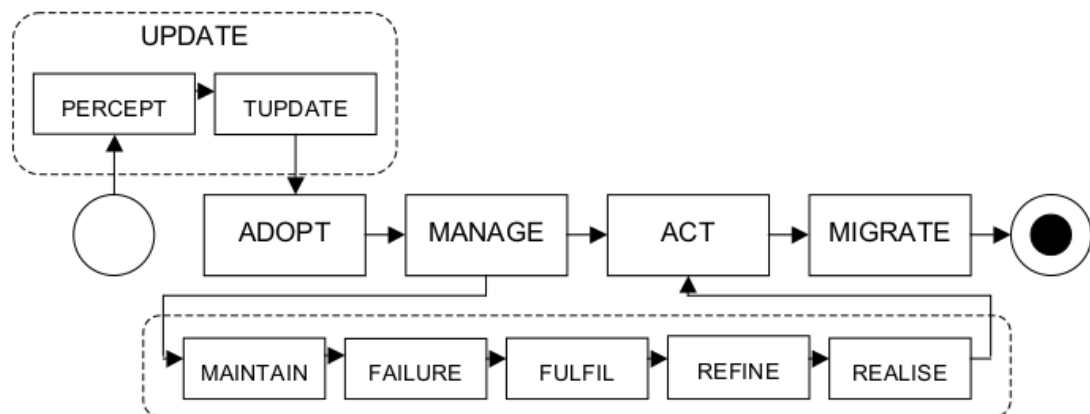 UPDATE
PERCEPT
TUPDATE
ADOPT
MANAGE
ACT
MIGRATE
MAINTAIN
FAILURE
FULFIL
REFINE
REALISE